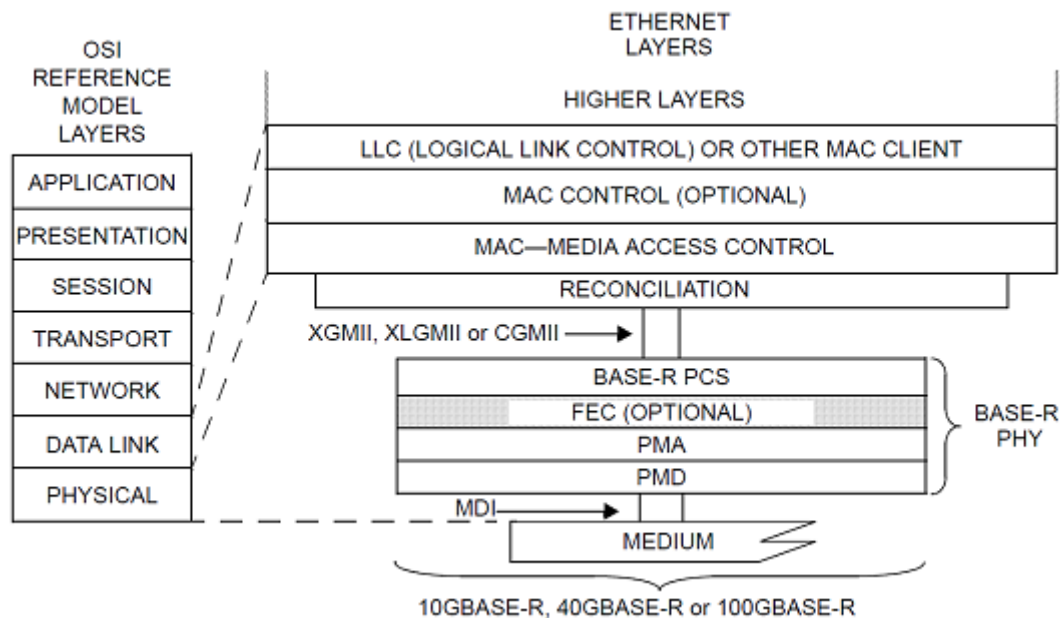 OSI
REFERENCE
MODEL
LAYERS
APPLICATION
PRESENTATION
SESSION
TRANSPORT
NETWORK
DATA LINK
PHYSICAL
ETHERNET
LAYERS
HIGHER LAYERS
LLC (LOGICAL LINK CONTROL) OR OTHER MAC CLIENT
MAC CONTROL (OPTIONAL)
MAC—MEDIA ACCESS CONTROL
RECONCILIATION
XGMII, XLGMII or CGMII
BASE-R PCS
FEC (OPTIONAL)
PMA
PMD
BASE-R
PHY
MDI
MEDIUM
10GBASE-R, 40GBASE-R or 100GBASE-R